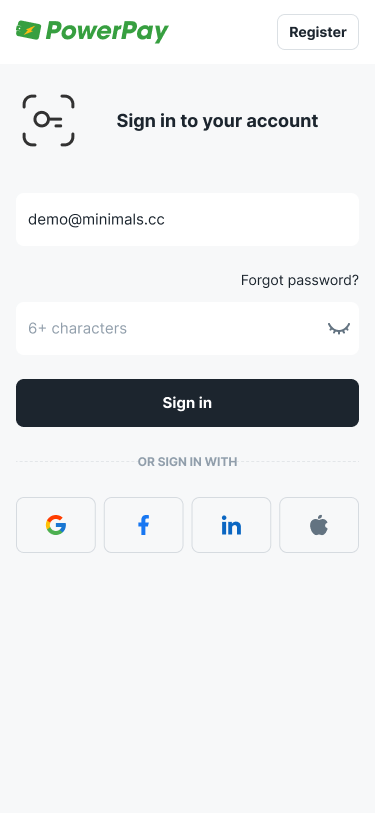 PowerPay
Register
Sign in to your account
demo@minimals.cc
Forgot password?
6+ characters
Sign in
OR SIGN IN WITH